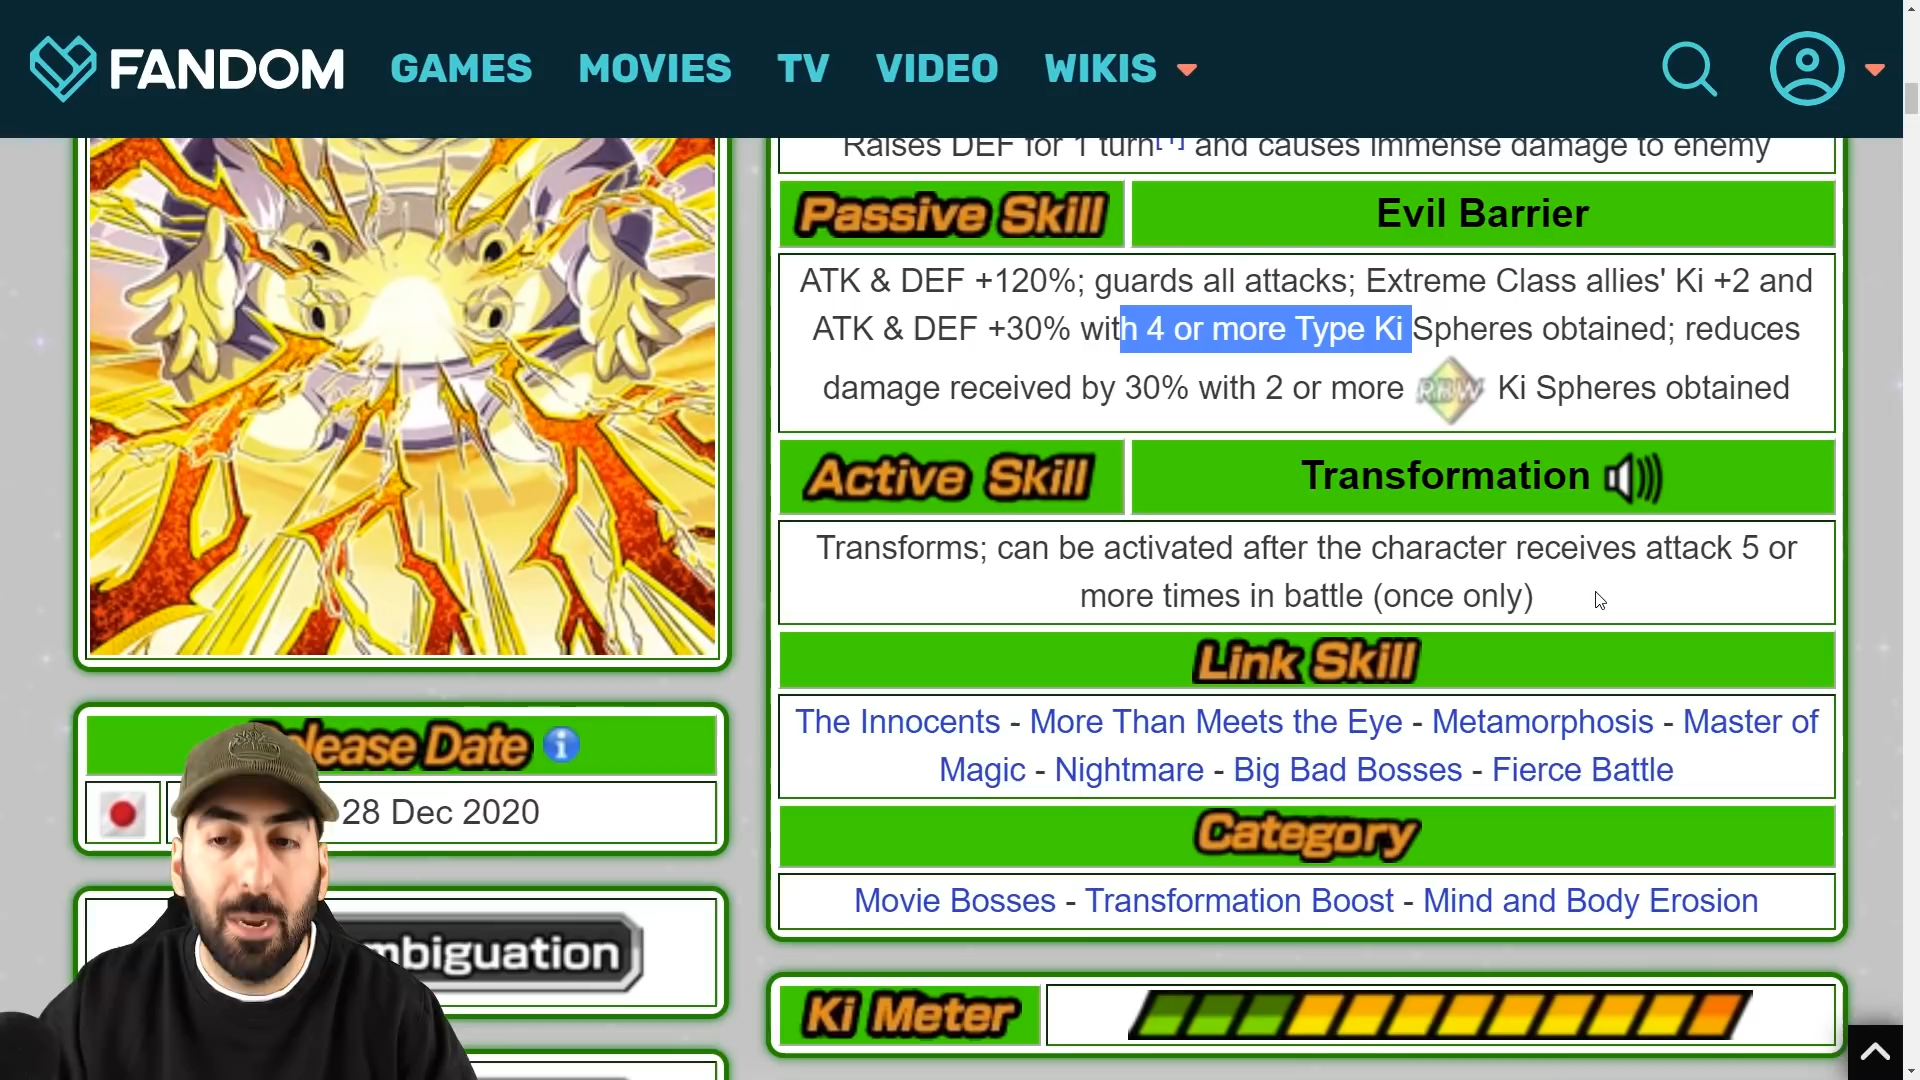 FANDOM GAMES MOVIES TV VIDEO WIKIS
Raises DEF for 1 turn[1] and causes immense damage to enemy
Passive Skill Evil Barrier
ATK & DEF +120%; guards all attacks; Extreme Class allies' Ki +2 and
ATK & DEF +30% with 4 or more Type Ki Spheres obtained; reduces
damage received by 30% with 2 or more RBW Ki Spheres obtained
Active Skill Transformation
Transforms; can be activated after the character receives attack 5 or
more times in battle (once only)
Link Skill
The Innocents - More Than Meets the Eye - Metamorphosis - Master of
Magic - Nightmare - Big Bad Bosses - Fierce Battle
Category
Movie Bosses - Transformation Boost - Mind and Body Erosion
Ki Meter
lease Date
28 Dec 2020
mbiguation